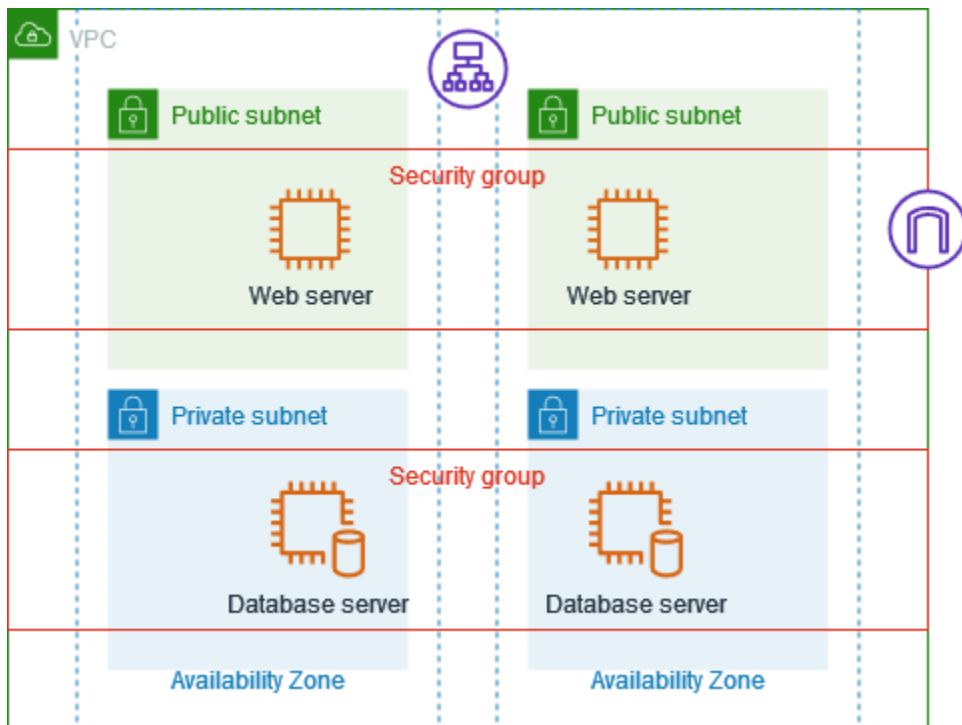 VPC
Public subnet
Public subnet
Security group
Web server
Web server
Private subnet
Private subnet
Security group
Database server
Database server
Availability Zone
Availability Zone